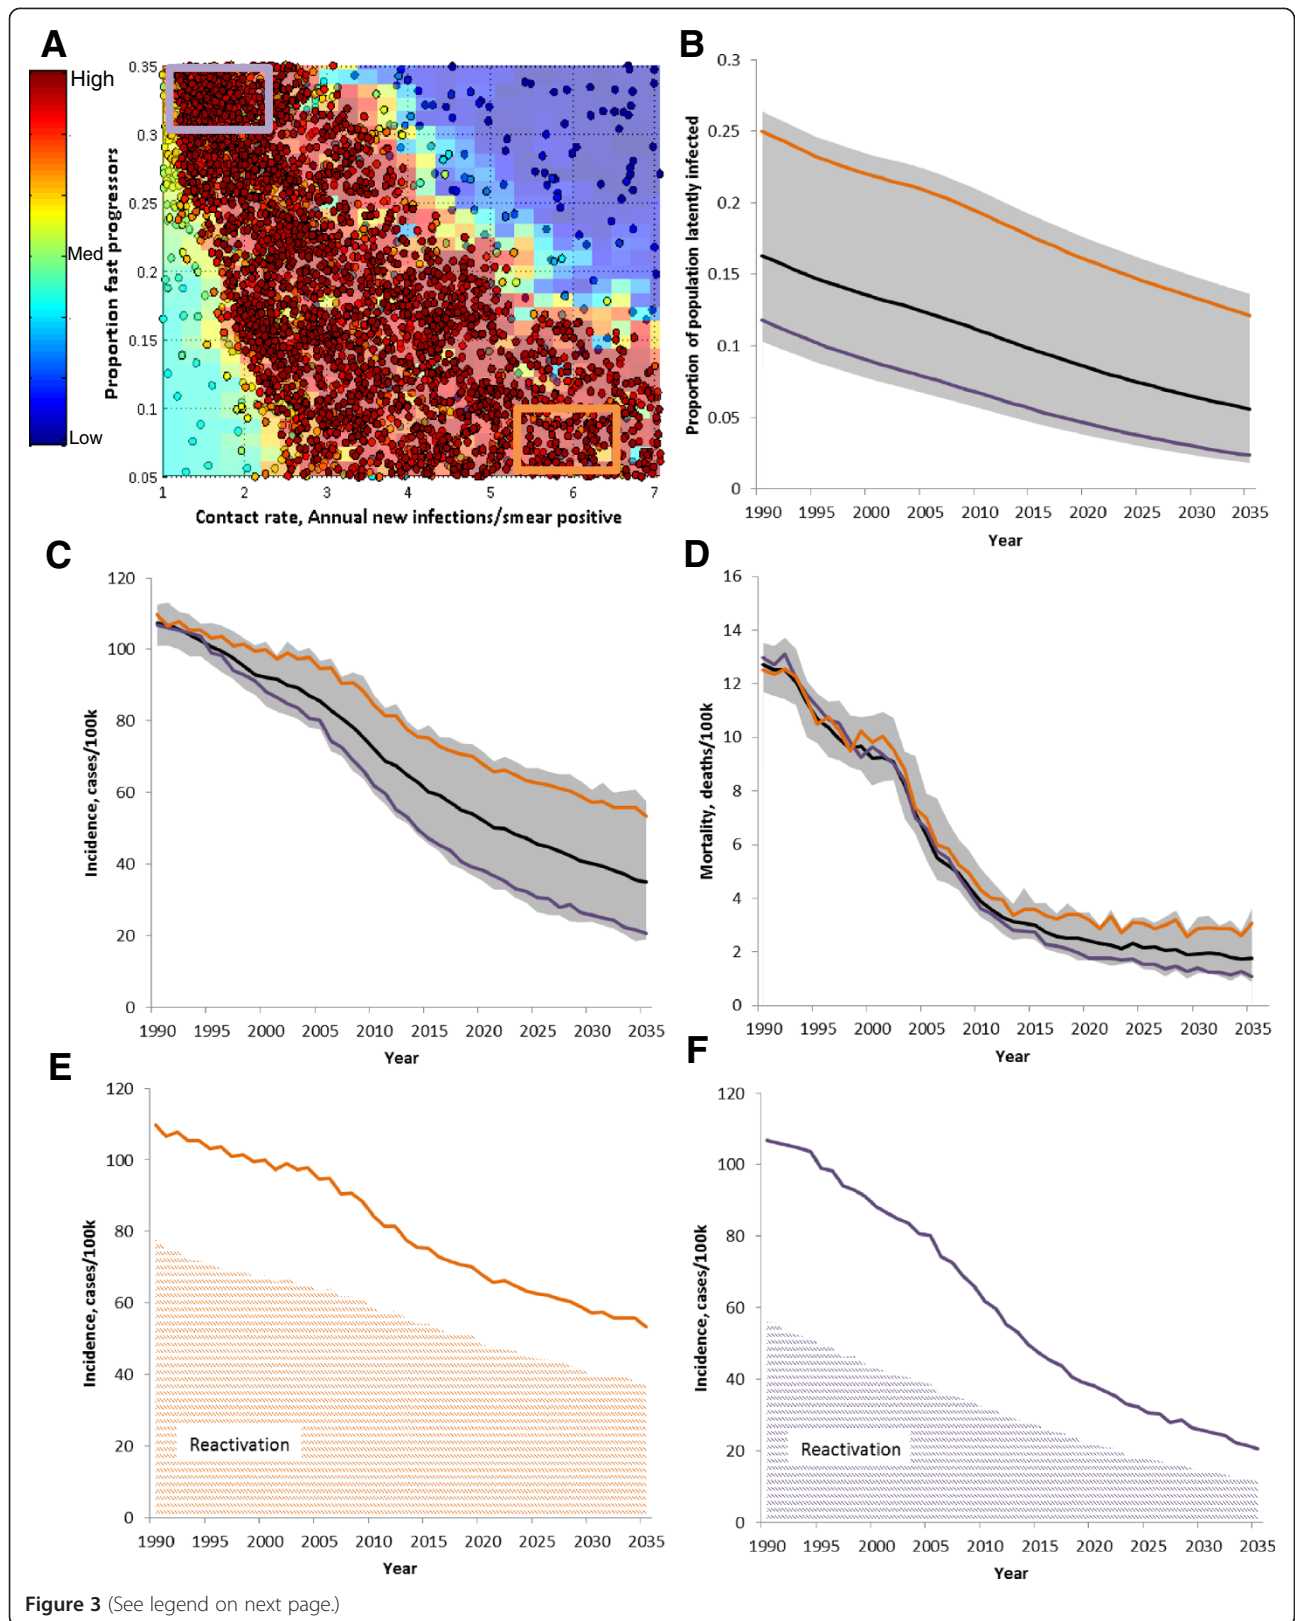 A
High
Med
Low
Proportion fast progressors
0.35
0.3
0.25
0.2
0.15
0.1
0.05
1 2 3 4 5 6 7
Contact rate, Annual new infections/smear positive
B
Proportion of population latently infected
0.3
0.25
0.2
0.15
0.1
0.05
0
1990 1995 2000 2005 2010 2015 2020 2025 2030 2035
Year
C
Incidence, cases/100k
120
100
80
60
40
20
0
1990 1995 2000 2005 2010 2015 2020 2025 2030 2035
Year
D
Mortality, deaths/100k
16
14
12
10
8
6
4
2
0
1990 1995 2000 2005 2010 2015 2020 2025 2030 2035
Year
E
Incidence, cases/100k
120
100
80
60
40
20
0
Reactivation
1990 1995 2000 2005 2010 2015 2020 2025 2030 2035
Year
F
Incidence, cases/100k
120
100
80
60
40
20
0
Reactivation
1990 1995 2000 2005 2010 2015 2020 2025 2030 2035
Year
Figure 3 (See legend on next page.)